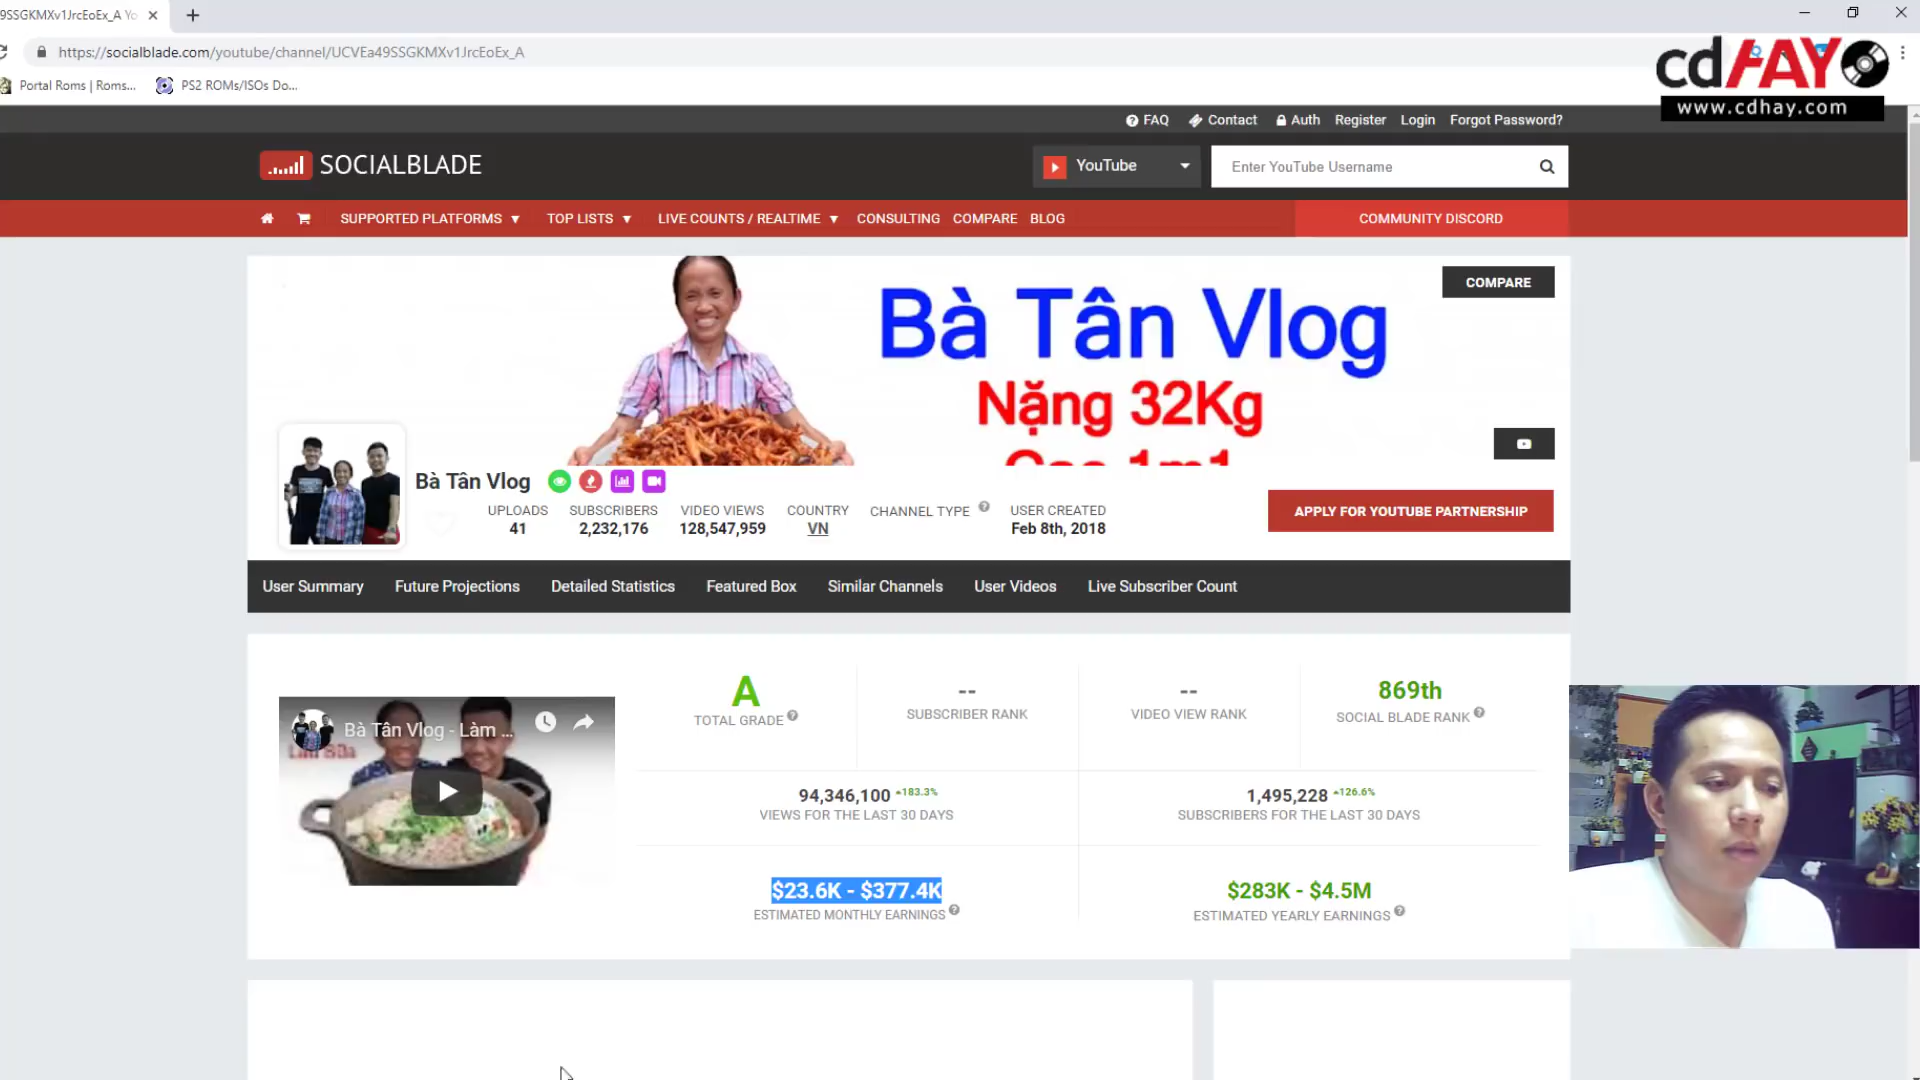 9SSGKMXv1JrcEoEx_A Yo
https://socialblade.com/youtube/channel/UCVEa49SSGKMXv1JrcEoEx_A
cdHAY
www.cdhay.com
Portal Roms | Roms...
PS2 ROMs/ISOs Do...
FAQ
Contact
Auth
Register
Login
Forgot Password?
SOCIALBLADE
YouTube
Enter YouTube Username
SUPPORTED PLATFORMS
TOP LISTS
LIVE COUNTS / REALTIME
CONSULTING
COMPARE
BLOG
COMMUNITY DISCORD
COMPARE
Bà Tân Vlog
Nặng 32Kg
Cao 1m1
Bà Tân Vlog
UPLOADS
41
SUBSCRIBERS
2,232,176
VIDEO VIEWS
128,547,959
COUNTRY
VN
CHANNEL TYPE
USER CREATED
Feb 8th, 2018
APPLY FOR YOUTUBE PARTNERSHIP
User Summary
Future Projections
Detailed Statistics
Featured Box
Similar Channels
User Videos
Live Subscriber Count
Bà Tân Vlog - Làm ...
A
TOTAL GRADE
--
SUBSCRIBER RANK
--
VIDEO VIEW RANK
869th
SOCIAL BLADE RANK
94,346,100 183.3%
VIEWS FOR THE LAST 30 DAYS
1,495,228 126.6%
SUBSCRIBERS FOR THE LAST 30 DAYS
$23.6K - $377.4K
ESTIMATED MONTHLY EARNINGS
$283K - $4.5M
ESTIMATED YEARLY EARNINGS